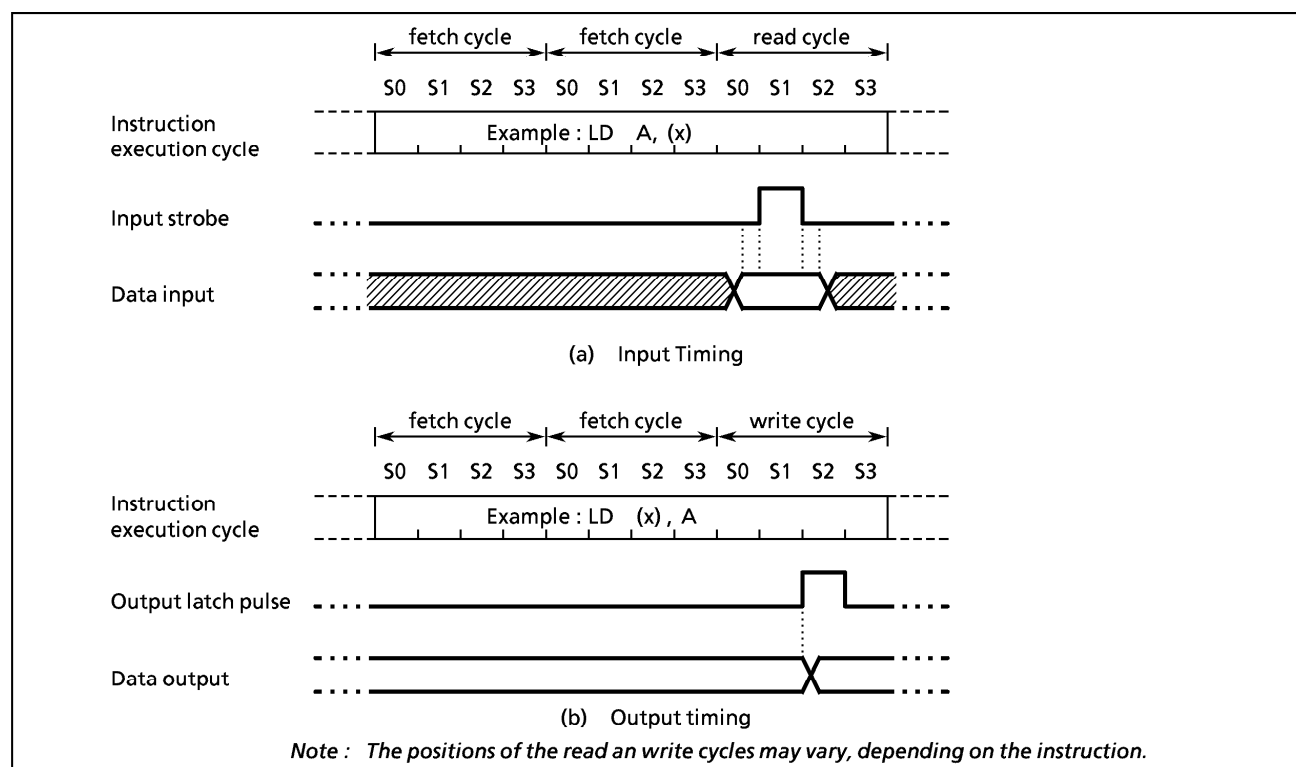 fetch cycle fetch cycle read cycle
S0 S1 S2 S3 S0 S1 S2 S3 S0 S1 S2 S3
Instruction
execution cycle
Example : LD A, (x)
Input strobe
Data input
(a) Input Timing
fetch cycle fetch cycle write cycle
S0 S1 S2 S3 S0 S1 S2 S3 S0 S1 S2 S3
Instruction
execution cycle
Example : LD (x) , A
Output latch pulse
Data output
(b) Output timing
Note : The positions of the read an write cycles may vary, depending on the instruction.